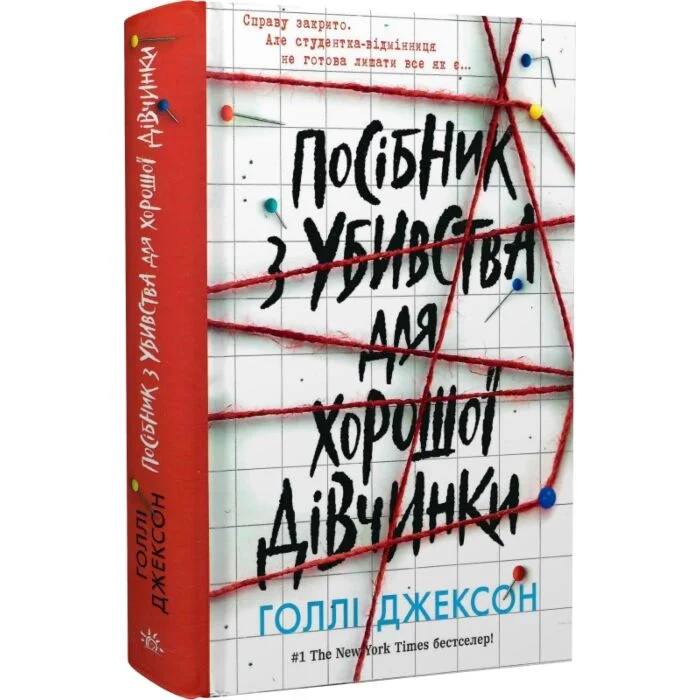 Справу закрито.
Але студентка-відмінниця
не готова лишати все як є...
ПОСІБНИК
З УБИВСТВА
ДЛЯ
ХОРОШОЇ
ДІВЧИНКИ
ГОЛЛІ ДЖЕКСОН
#1 The New York Times бестселер!
ПОСІБНИК З УБИВСТВА ДЛЯ ХОРОШОЇ ДІВЧИНКИ
ГОЛЛІ
ДЖЕКСОН